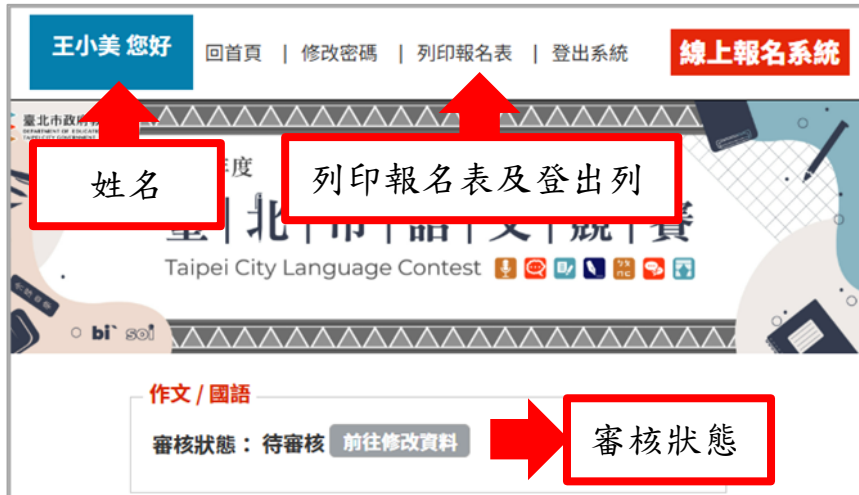 王小美 您好
回首頁 | 修改密碼 | 列印報名表 | 登出系統
線上報名系統
臺北市政府
姓名
列印報名表及登出列
年度
臺|北|市|語|文|競|賽
Taipei City Language Contest
bi` soi
作文 / 國語
審核狀態： 待審核 前往修改資料
審核狀態